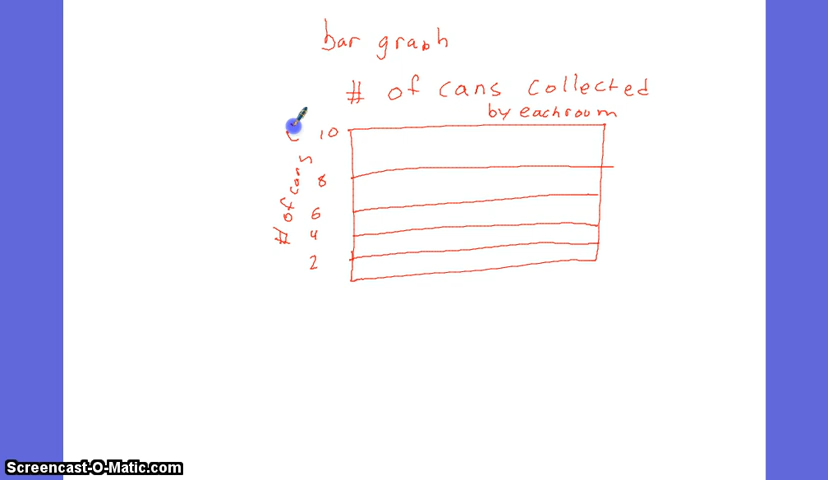 bar graph
# of cans collected
by each room
10
8
6
4
2
# of cans
Screencast-O-Matic.com